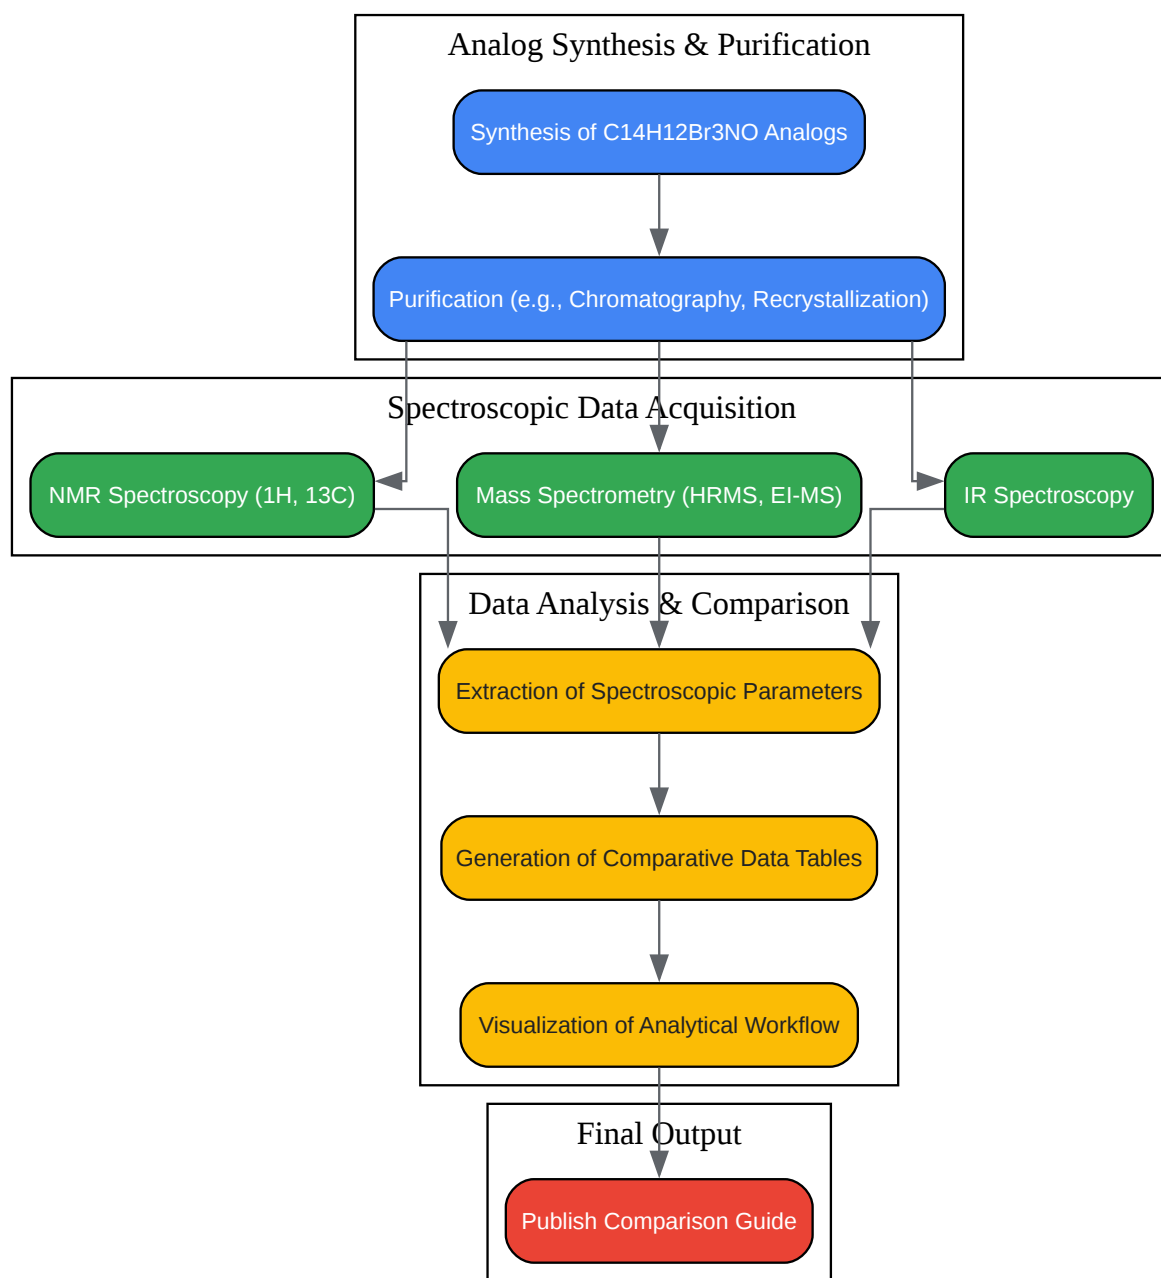 Analog Synthesis & Purification
Synthesis of C14H12Br3NO Analogs
Purification (e.g., Chromatography, Recrystallization)
Spectroscopic Data Acquisition
NMR Spectroscopy (1H, 13C)
Mass Spectrometry (HRMS, EI-MS)
IR Spectroscopy
Data Analysis & Comparison
Extraction of Spectroscopic Parameters
Generation of Comparative Data Tables
Visualization of Analytical Workflow
Final Output
Publish Comparison Guide